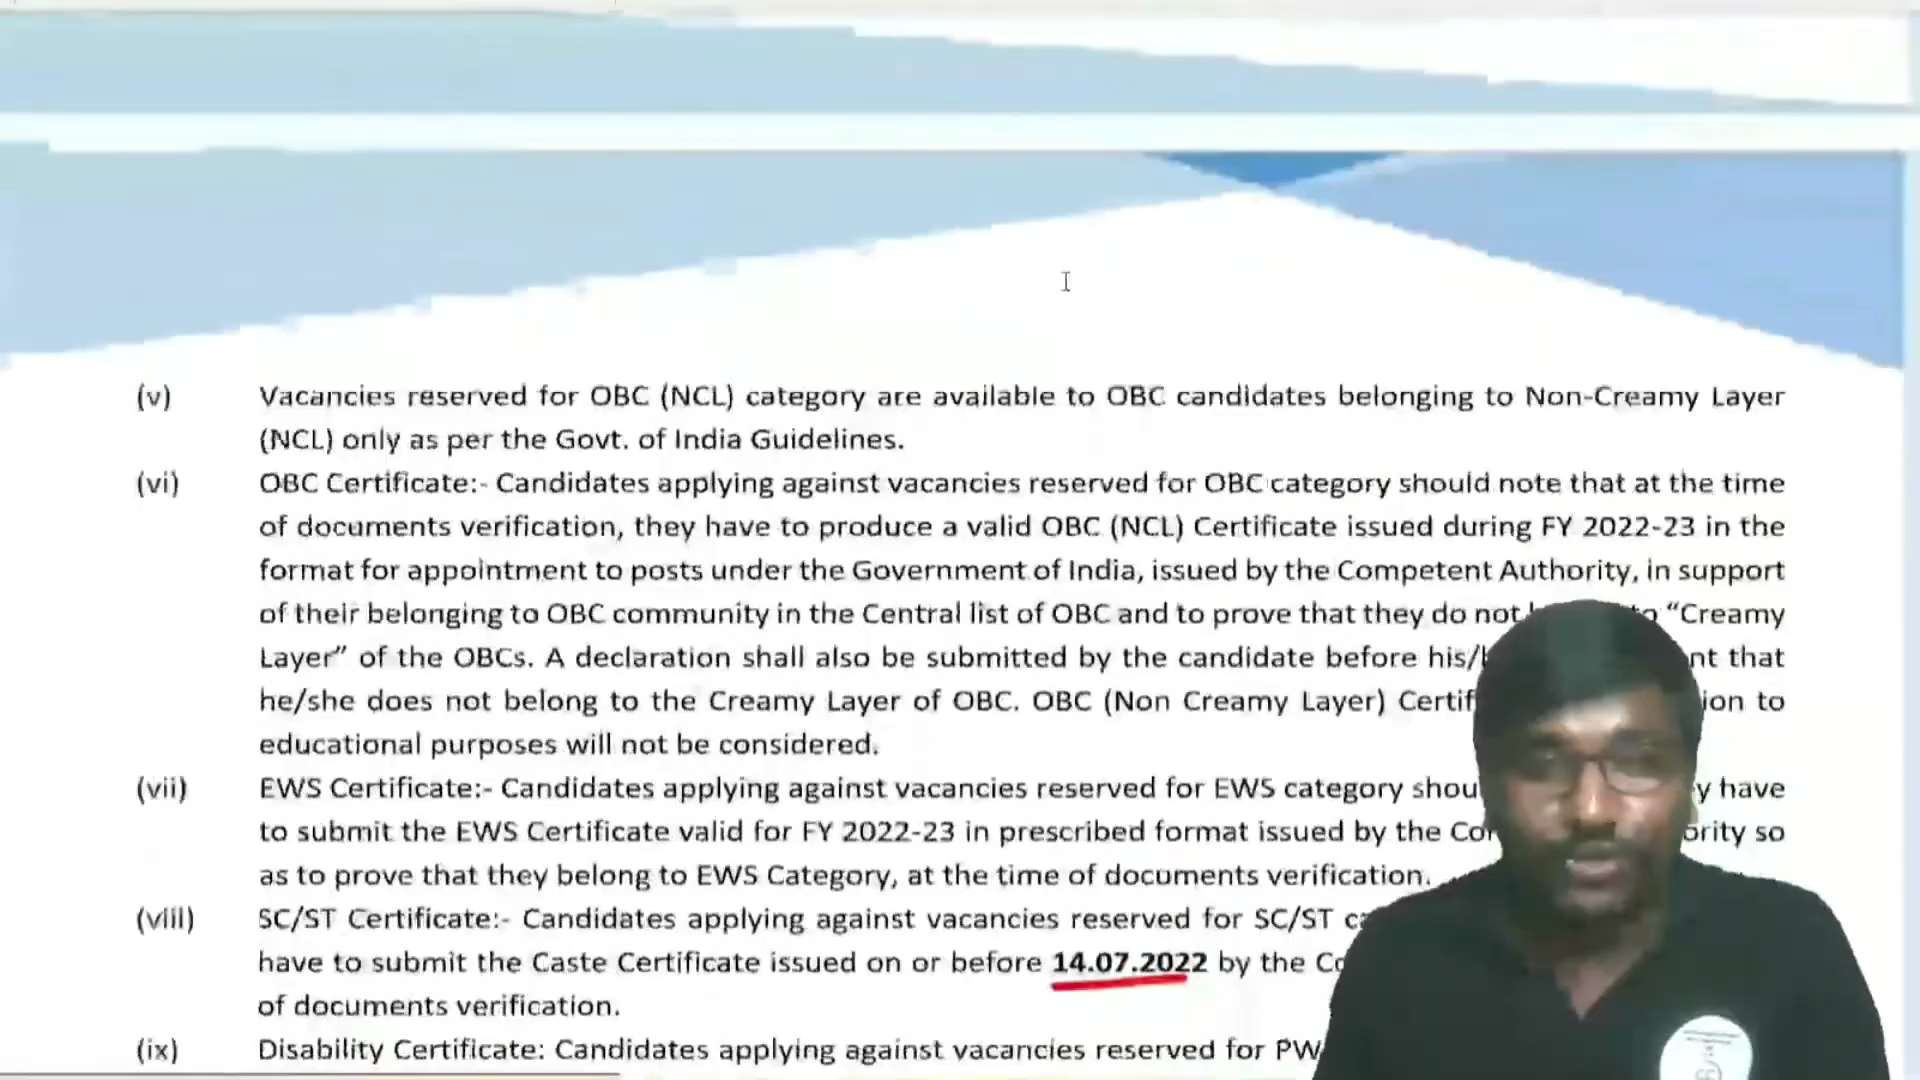 (v) Vacancies reserved for OBC (NCL) category are available to OBC candidates belonging to Non-Creamy Layer
(NCL) only as per the Govt. of India Guidelines.
(vi) OBC Certificate:- Candidates applying against vacancies reserved for OBC category should note that at the time
of documents verification, they have to produce a valid OBC (NCL) Certificate issued during FY 2022-23 in the
format for appointment to posts under the Government of India, issued by the Competent Authority, in support
of their belonging to OBC community in the Central list of OBC and to prove that they do not “Creamy
Layer” of the OBCs. A declaration shall also be submitted by the candidate before that
he/she does not belong to the Creamy Layer of OBC. OBC (Non Creamy Layer) to
educational purposes will not be considered.
(vii) EWS Certificate:- Candidates applying against vacancies reserved for EWS category have
to submit the EWS Certificate valid for FY 2022-23 in prescribed format issued by the so
as to prove that they belong to EWS Category, at the time of documents verification.
(viii) SC/ST Certificate:- Candidates applying against vacancies reserved for SC/ST
have to submit the Caste Certificate issued on or before 14.07.2022 by the
of documents verification.
(ix) Disability Certificate: Candidates applying against vacancies reserved for